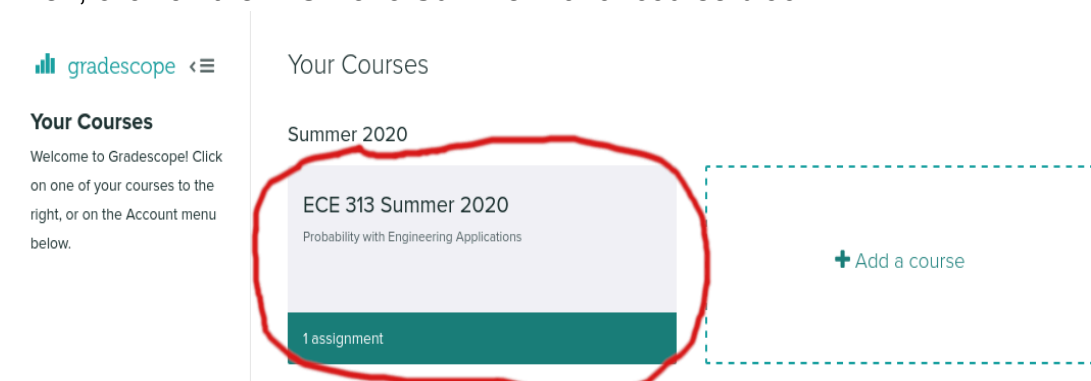 gradescope
Your Courses
Welcome to Gradescope! Click
on one of your courses to the
right, or on the Account menu
below.
Your Courses
Summer 2020
ECE 313 Summer 2020
Probability with Engineering Applications
1 assignment
Add a course